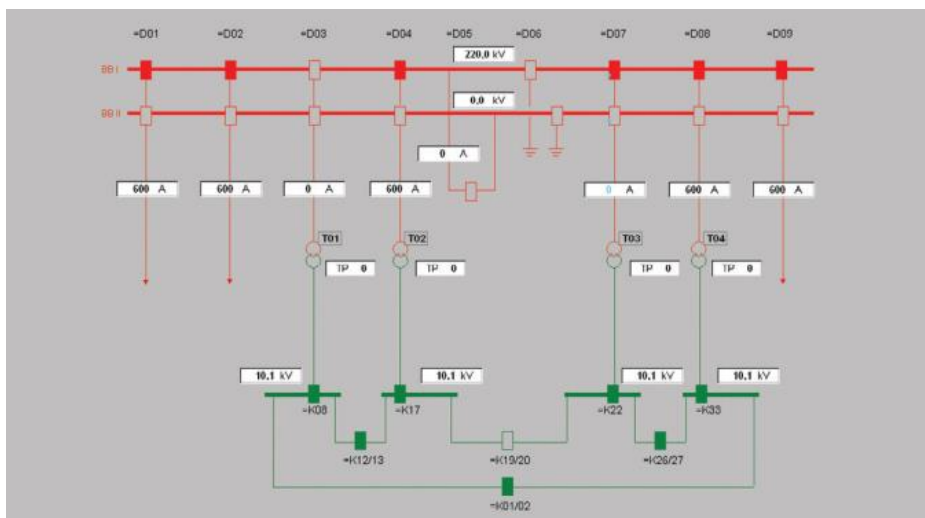 =D01 =D02 =D03 =D04 =D05 =D06 =D07 =D08 =D09
220,0 kV
BB I
0,0 kV
BB II
0 A
600 A 600 A 0 A 600 A 0 A 600 A 600 A
T01 T02 T03 T04
TP 0 TP 0 TP 0 TP 0
10,1 kV 10,1 kV 10,1 kV 10,1 kV
=K08 =K17 =K22 =K33
=K12/13 =K19/20 =K26/27
=K01/02